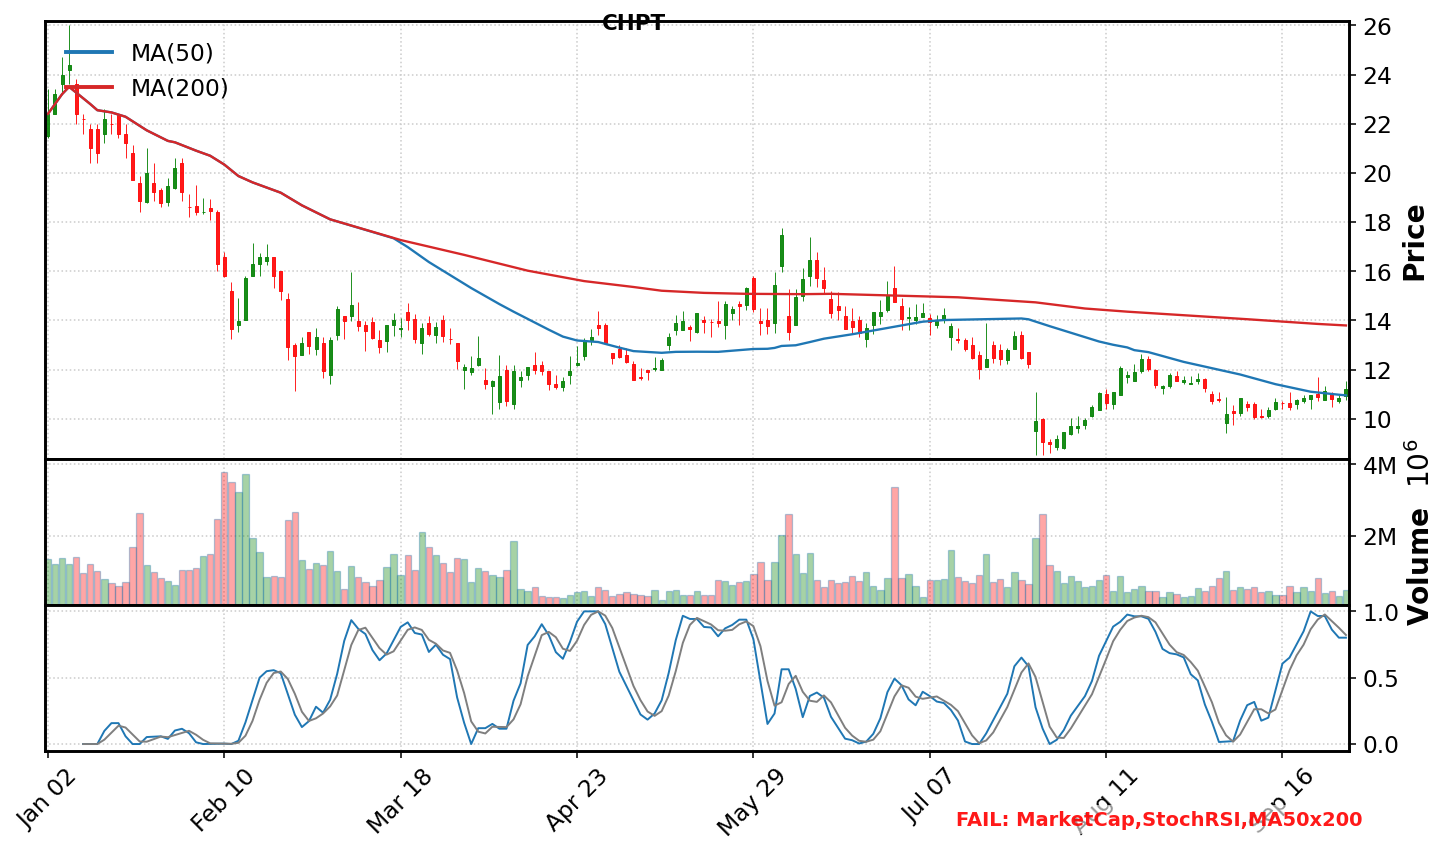 CHPT
MA(50)
MA(200)
26
24
22
20
18
16
14
12
10
Price
4M
2M
Volume 10^6
1.0
0.5
0.0
Jan 02
Feb 10
Mar 18
Apr 23
May 29
Jul 07
Aug 11
Sep 16
FAIL: MarketCap,StochRSI,MA50x200